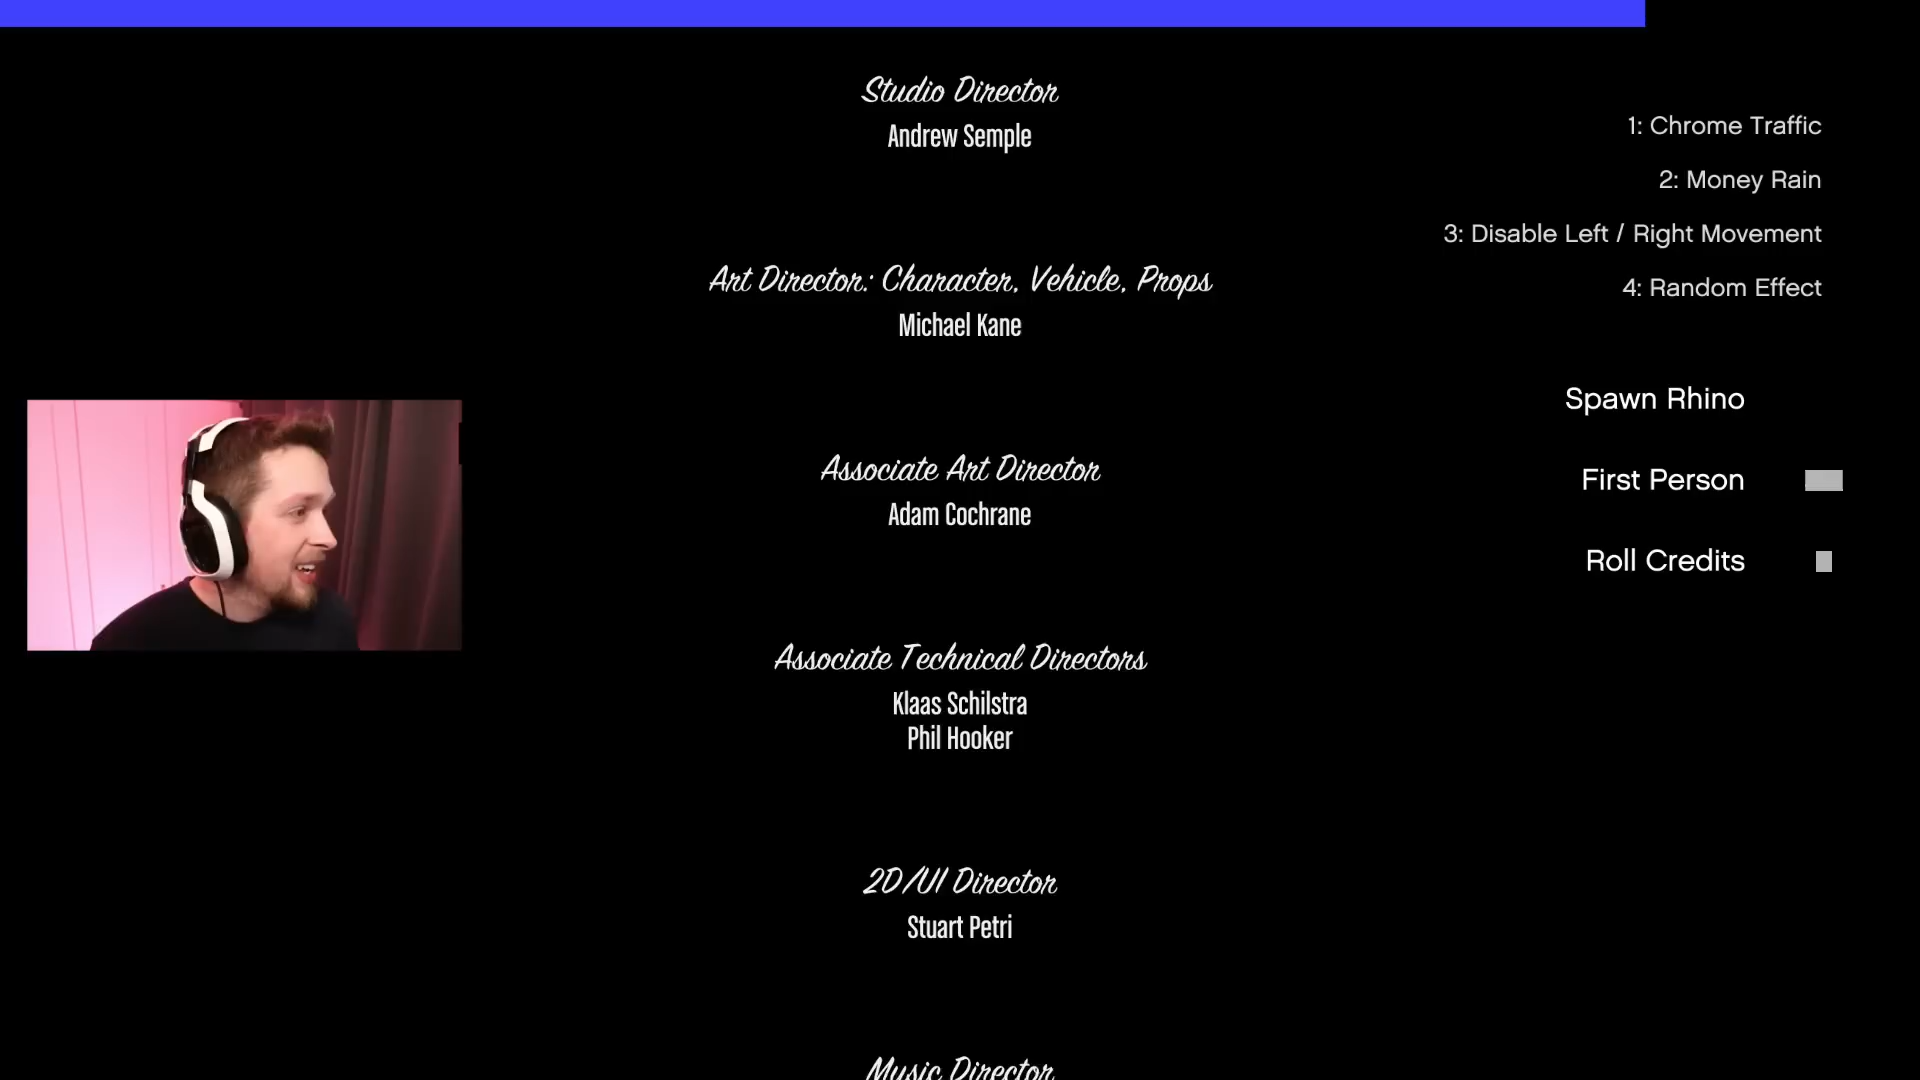 Studio Director
Andrew Semple
Art Director: Character, Vehicle, Props
Michael Kane
Associate Art Director
Adam Cochrane
Associate Technical Directors
Klaas Schilstra
Phil Hooker
2D/UI Director
Stuart Petri
Music Director
1: Chrome Traffic
2: Money Rain
3: Disable Left / Right Movement
4: Random Effect
Spawn Rhino
First Person
Roll Credits